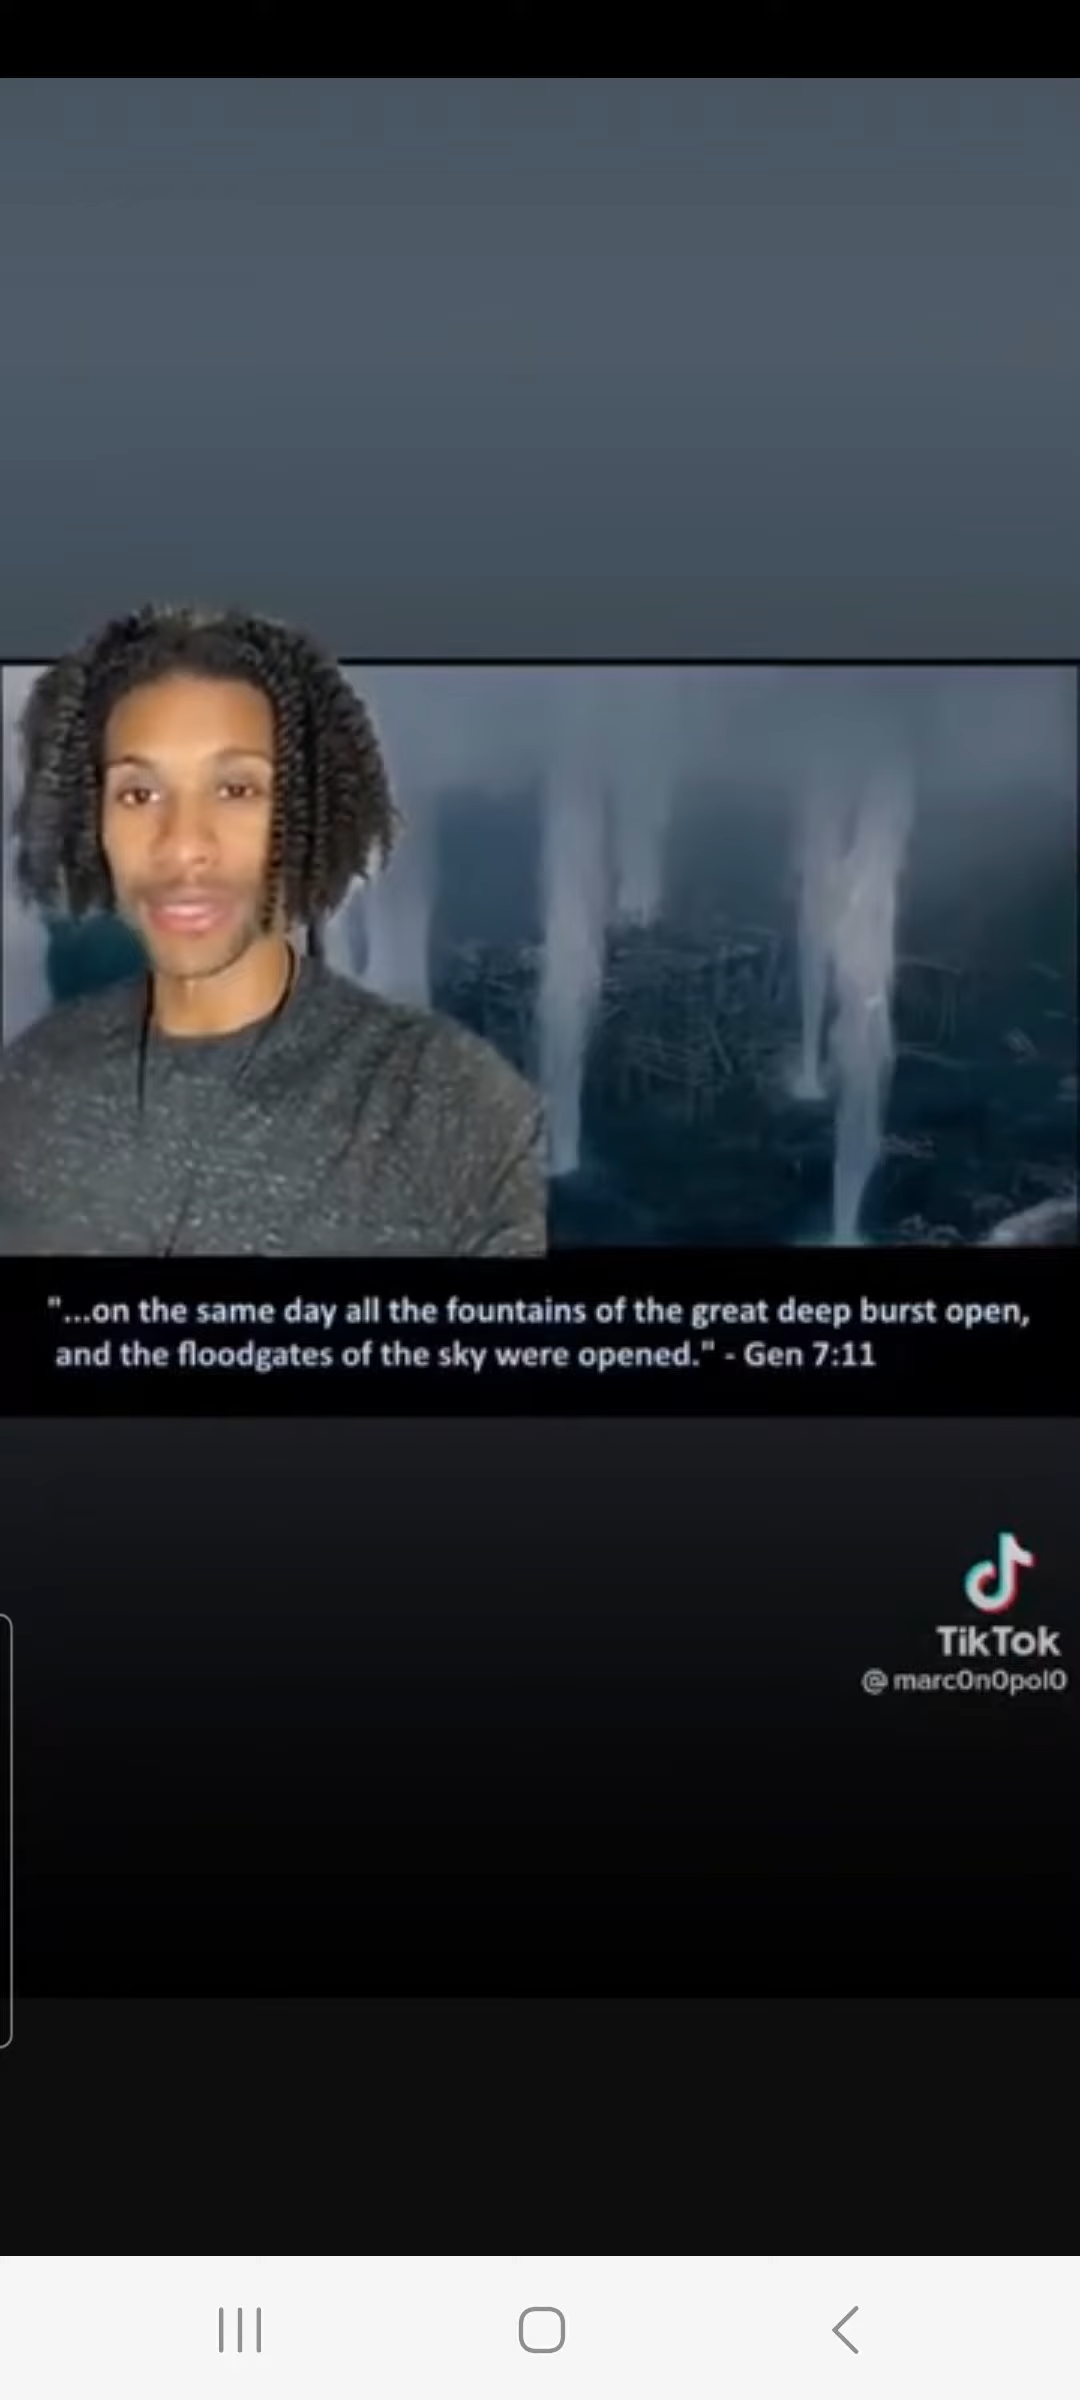 "...on the same day all the fountains of the great deep burst open,
and the floodgates of the sky were opened." - Gen 7:11
TikTok
@marc0n0pol0